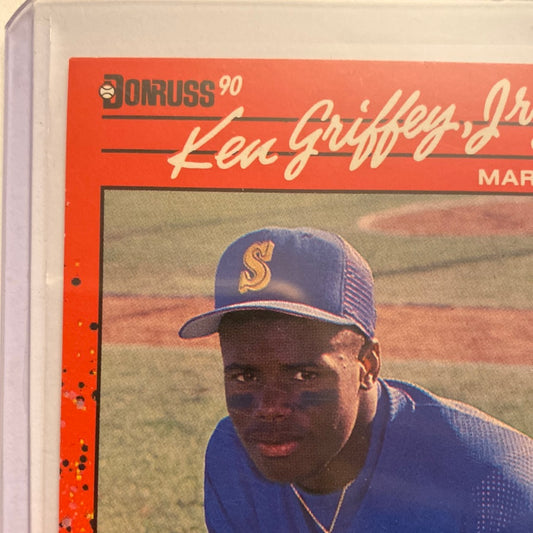 DONRUSS 90
Ken Griffey, Jr.
MAR
S